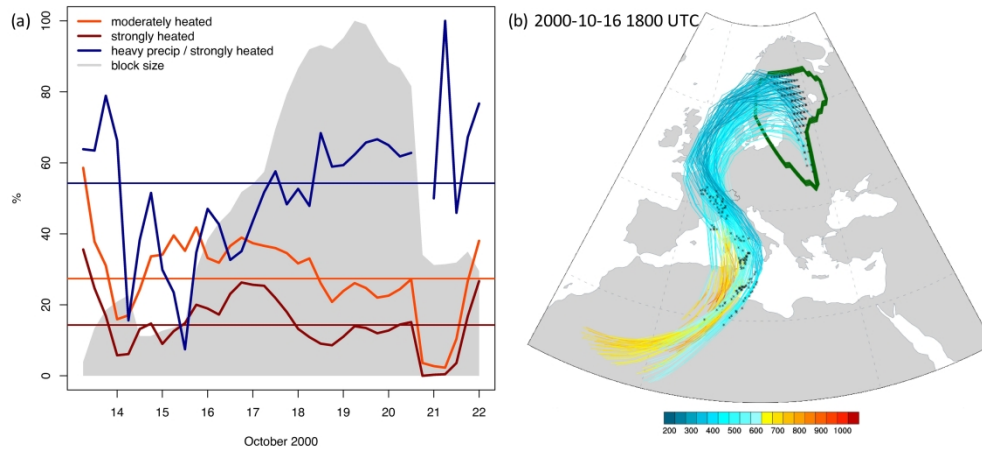 (a)
moderately heated
strongly heated
heavy precip / strongly heated
block size
100
80
60
40
20
0
%
14 15 16 17 18 19 20 21 22
October 2000
(b) 2000-10-16 1800 UTC
200 300 400 500 600 700 800 900 1000